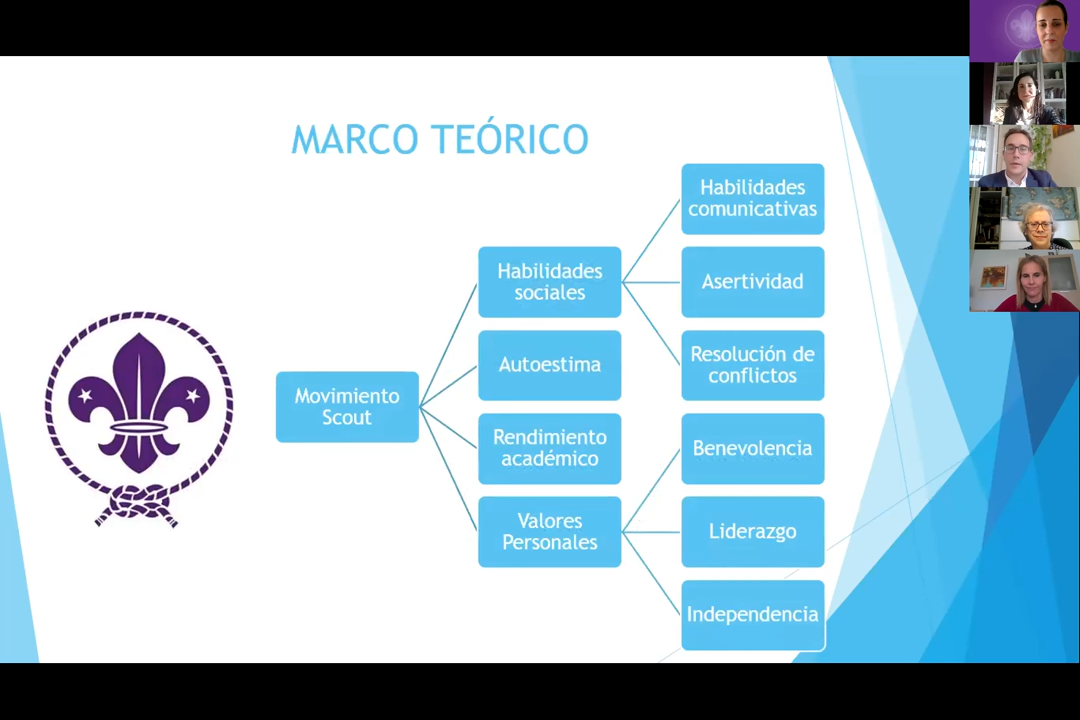 MARCO TEÓRICO
Movimiento
Scout
Habilidades
sociales
Autoestima
Rendimiento
académico
Valores
Personales
Habilidades
comunicativas
Asertividad
Resolución de
conflictos
Benevolencia
Liderazgo
Independencia